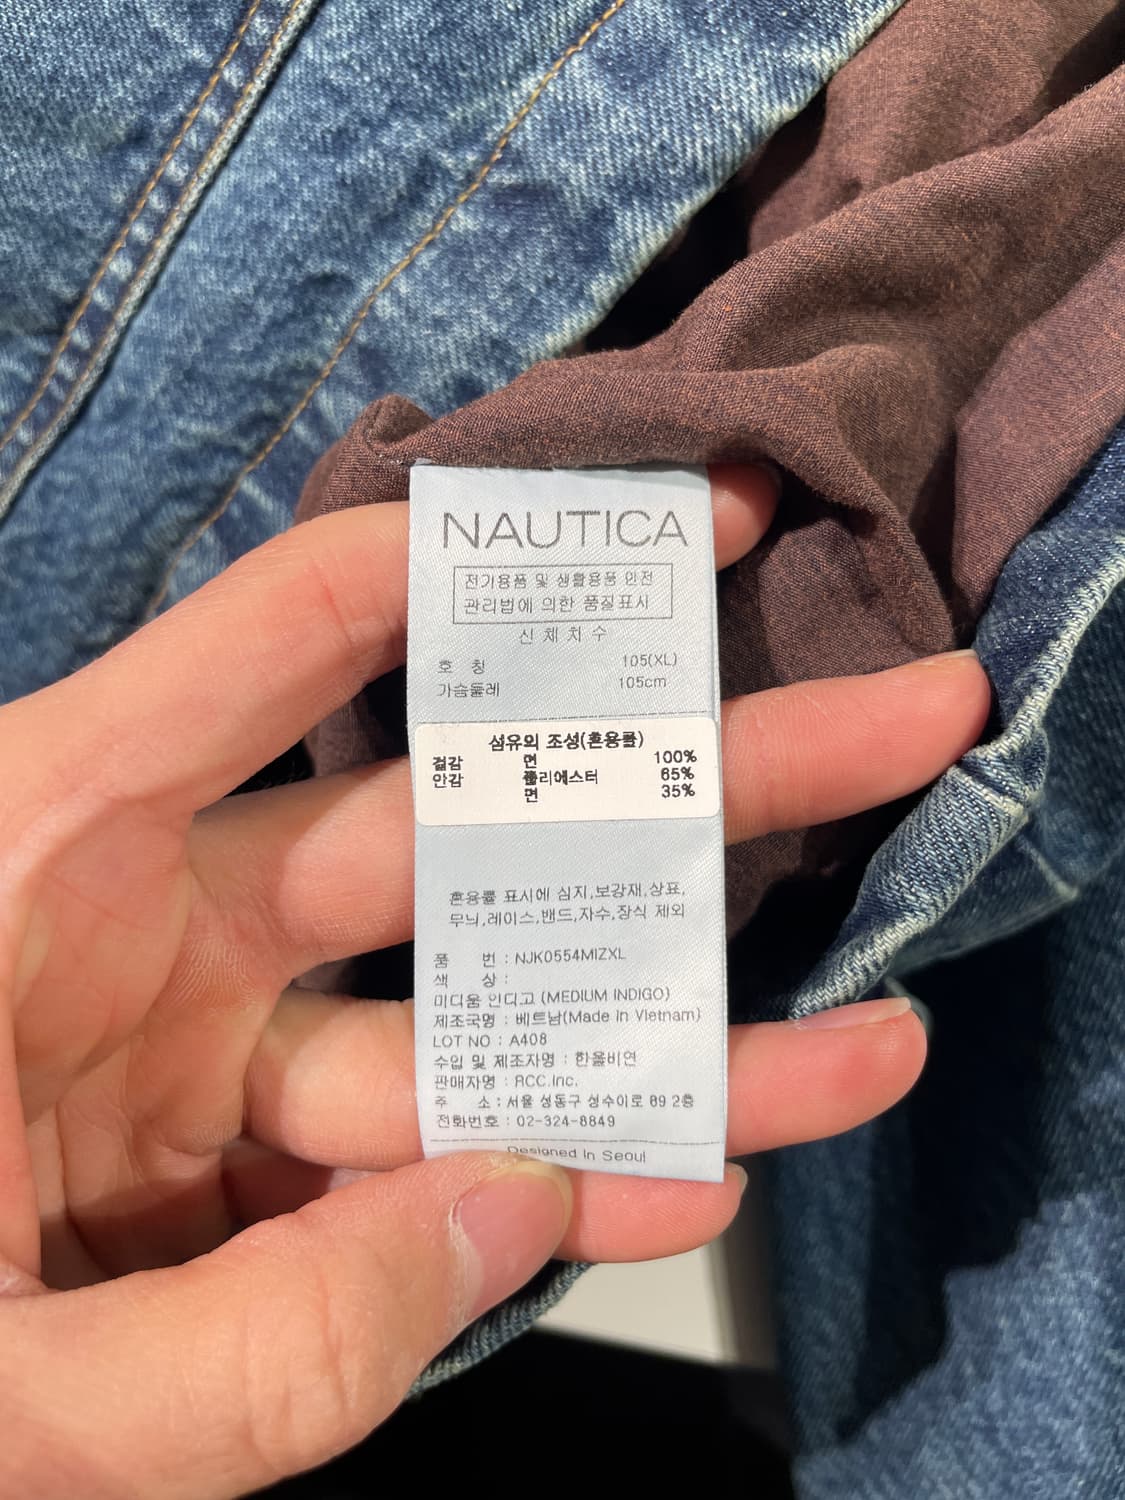 NAUTICA
전기용품 및 생활용품 안전
관리법에 의한 품질표시
신 체 치 수
호 칭 105(XL)
가슴둘레 105cm
섬유의 조성(혼용률)
겉감 면 100%
안감 폴리에스터 65%
면 35%
혼용률 표시에 심지,보강재,상표,
무늬,레이스,밴드,자수,장식 제외
품 번 : NJK0554MIZXL
색 상 :
미디움 인디고 (MEDIUM INDIGO)
제조국명 : 베트남(Made in Vietnam)
LOT NO : A408
수입 및 제조자명 : 한올비연
판매자명 : RCC.Inc.
주 소 : 서울 성동구 성수이로 89 2층
전화번호 : 02-324-8849
Designed in Seoul